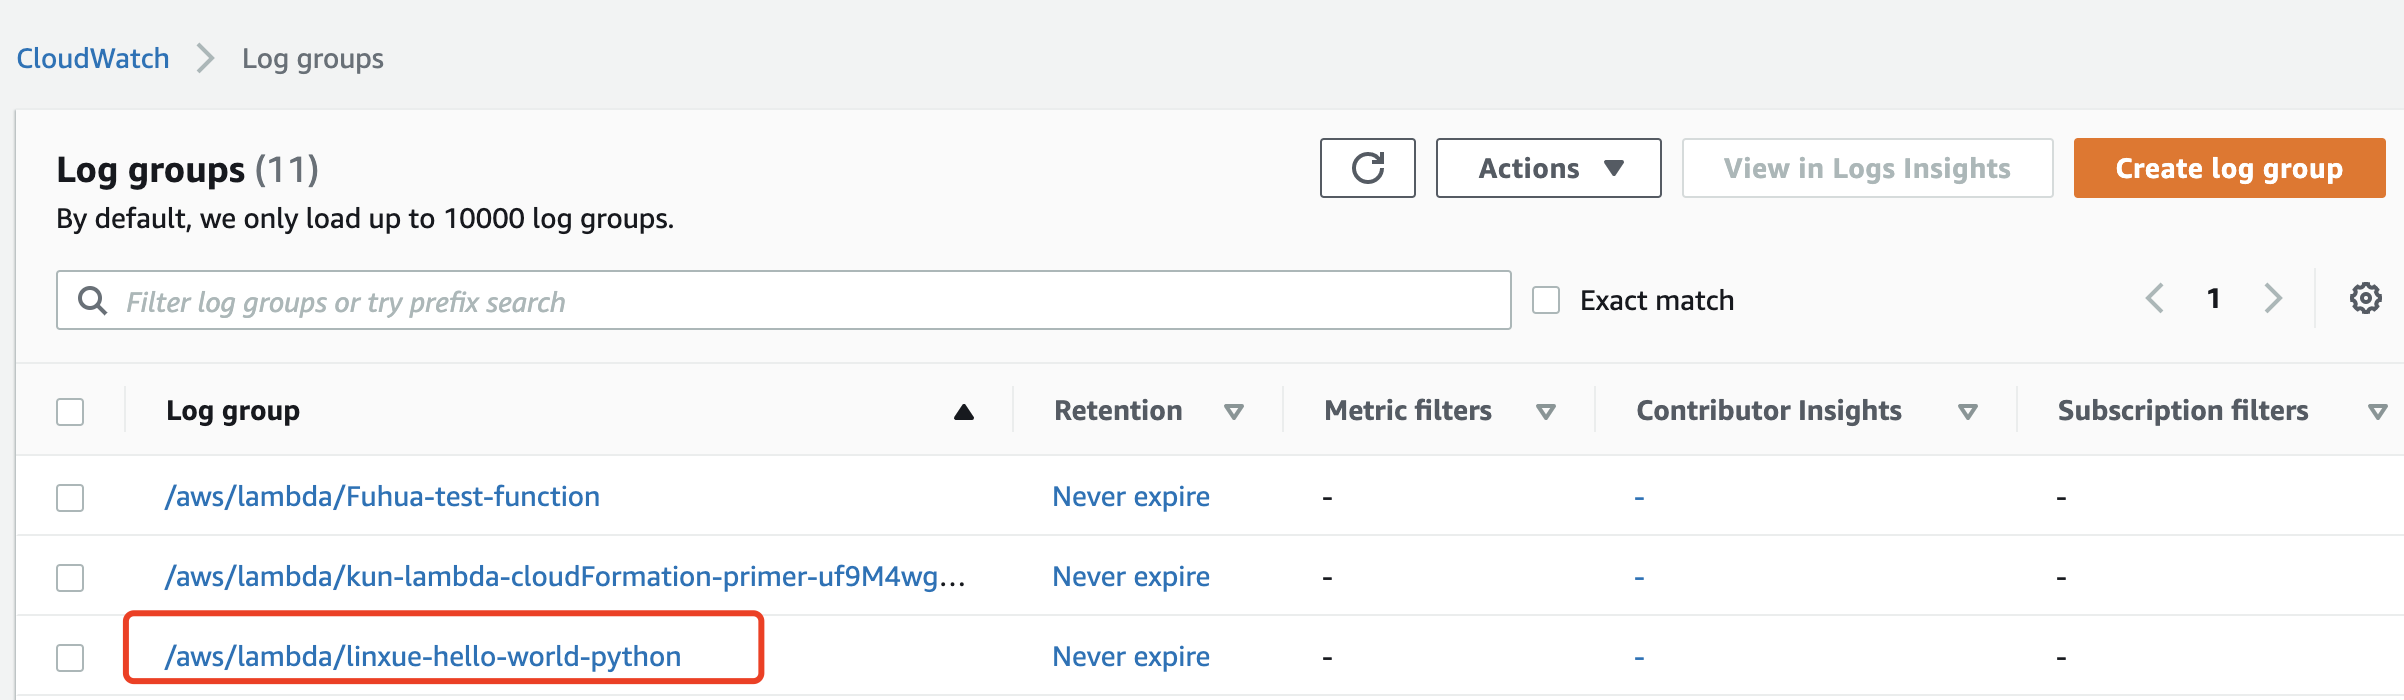 CloudWatch > Log groups
Log groups (11)
By default, we only load up to 10000 log groups.
Actions
View in Logs Insights
Create log group
Filter log groups or try prefix search
Exact match
1
Log group Retention Metric filters Contributor Insights Subscription filters
/aws/lambda/Fuhua-test-function Never expire - - -
/aws/lambda/kun-lambda-cloudFormation-primer-uf9M4wg... Never expire - - -
/aws/lambda/linxue-hello-world-python Never expire - - -